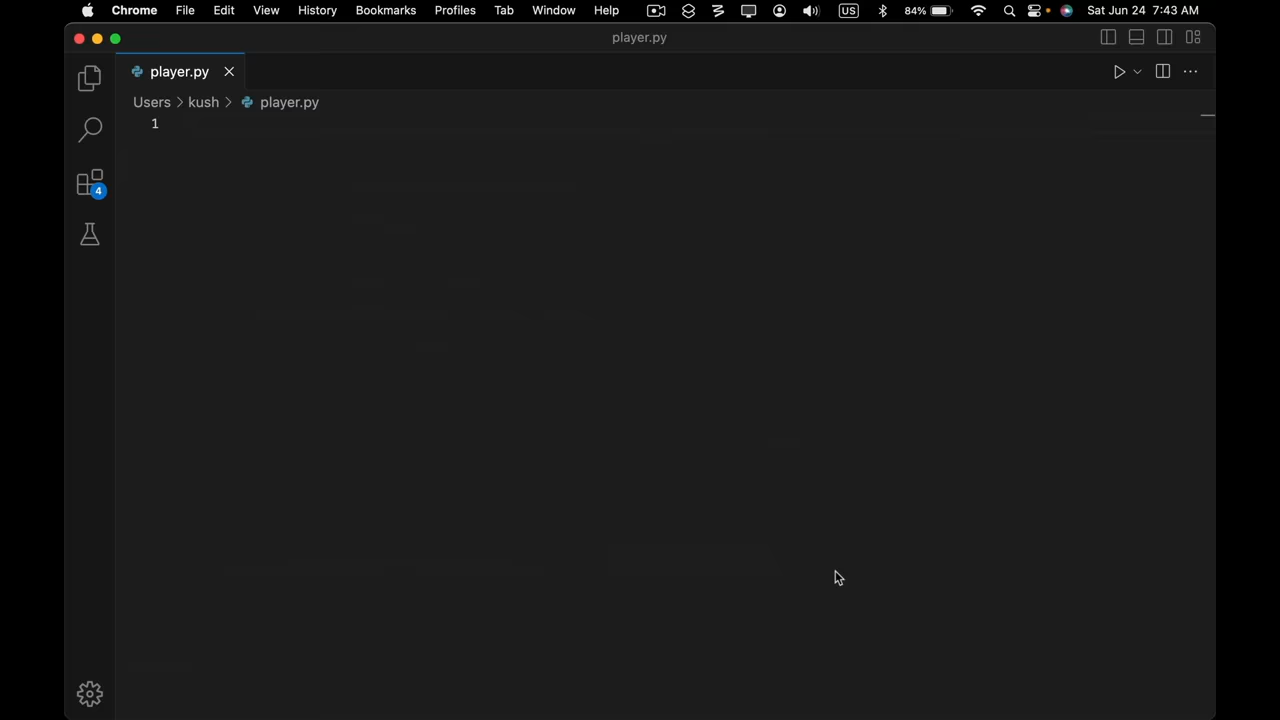 Chrome File Edit View History Bookmarks Profiles Tab Window Help US 84% Sat Jun 24 7:43 AM
player.py
player.py
Users > kush > player.py
1
4